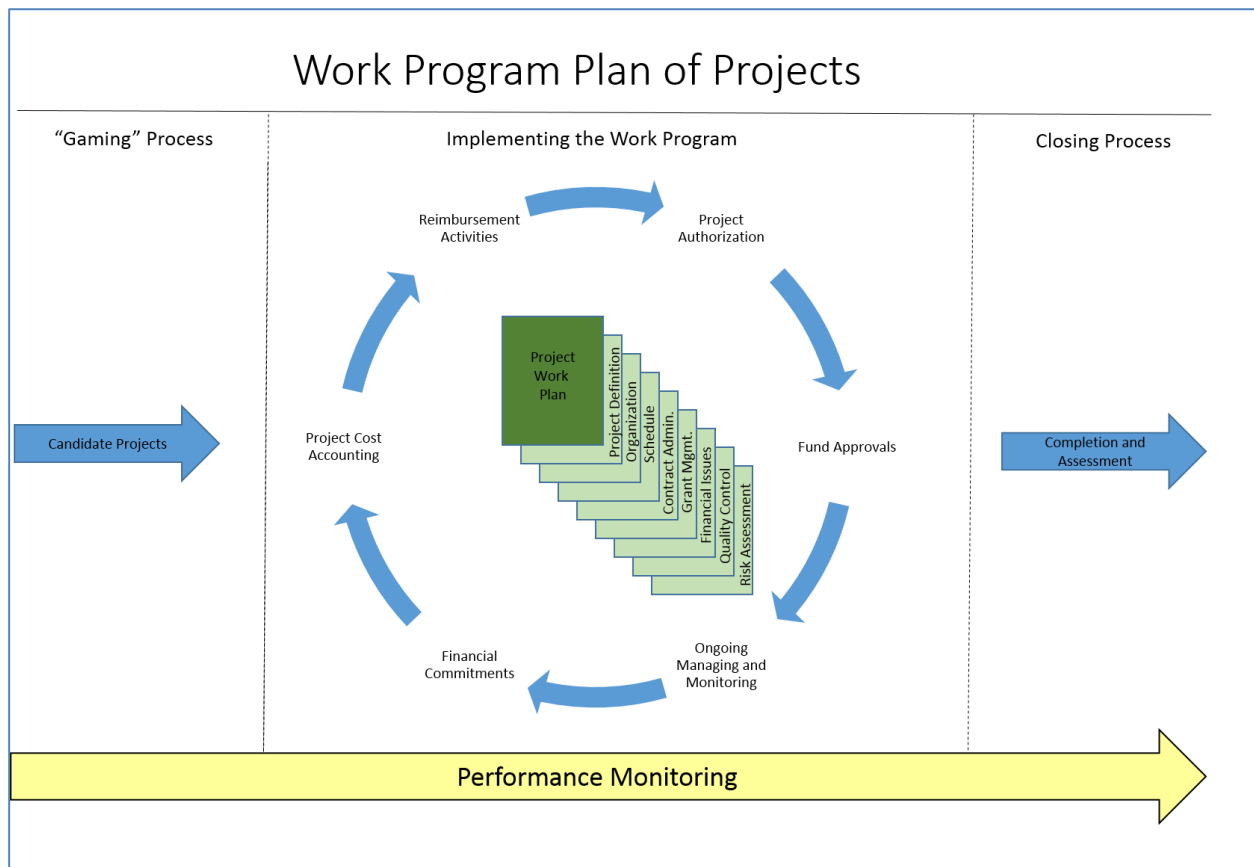 Work Program Plan of Projects
“Gaming” Process
Implementing the Work Program
Closing Process
Reimbursement
Activities
Project
Authorization
Project
Work
Plan
Project Definition
Organization
Schedule
Contract Admin.
Grant Mgmt.
Financial Issues
Quality Control
Risk Assessment
Candidate Projects
Project Cost
Accounting
Fund Approvals
Completion and
Assessment
Financial
Commitments
Ongoing
Managing and
Monitoring
Performance Monitoring